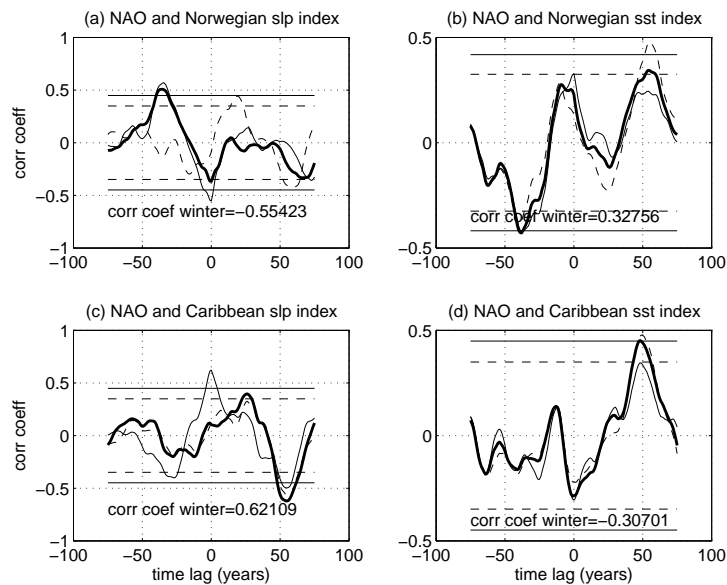 (a) NAO and Norwegian slp index
1
0.5
0
−0.5
−1
corr coeff
corr coef winter=−0.55423
−100 −50 0 50 100
(b) NAO and Norwegian sst index
0.5
0
−0.5
corr coef winter=0.32756
−100 −50 0 50 100
(c) NAO and Caribbean slp index
1
0.5
0
−0.5
−1
corr coeff
corr coef winter=0.62109
−100 −50 0 50 100
time lag (years)
(d) NAO and Caribbean sst index
0.5
0
−0.5
corr coef winter=−0.30701
−100 −50 0 50 100
time lag (years)